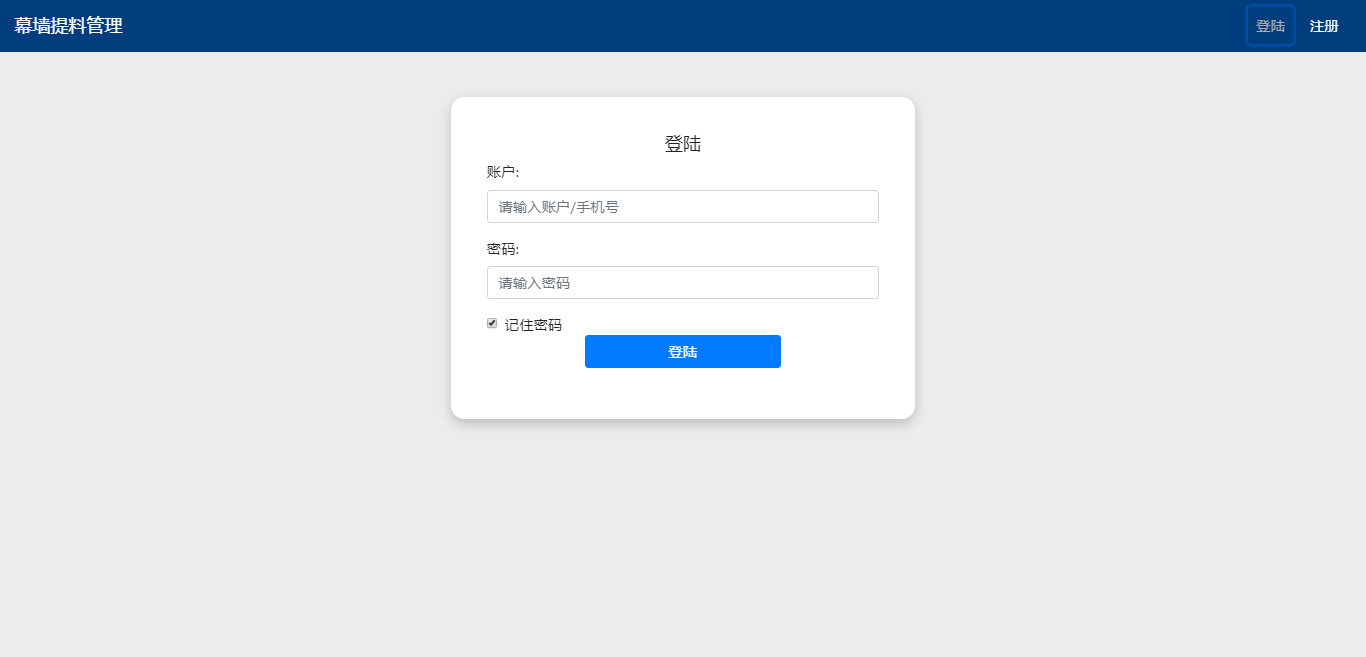 幕墙提料管理
登陆 注册
登陆
账户:
请输入账户/手机号
密码:
请输入密码
记住密码
登陆